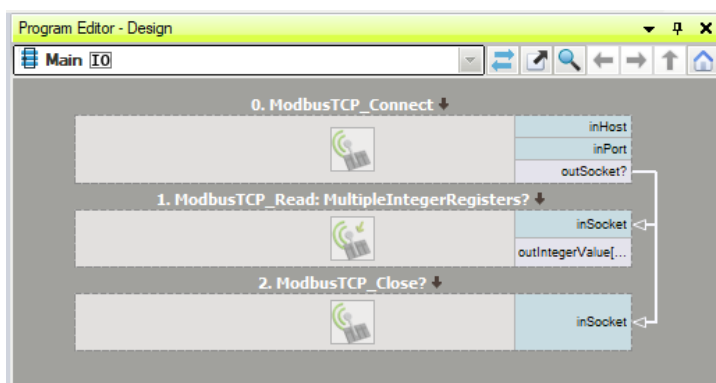 Program Editor - Design
Main IO
0. ModbusTCP_Connect
inHost
inPort
outSocket?
1. ModbusTCP_Read: MultipleIntegerRegisters?
inSocket
outIntegerValue[...
2. ModbusTCP_Close?
inSocket